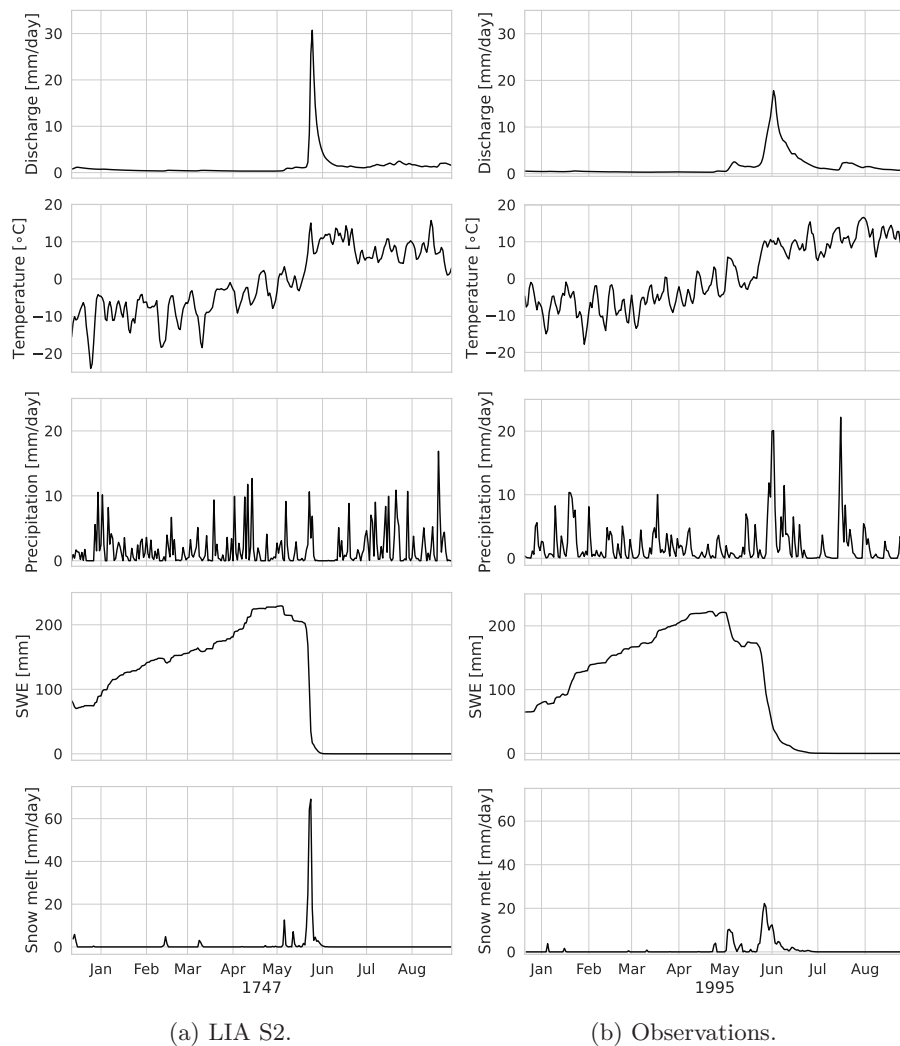 Discharge [mm/day]
30
20
10
0
Discharge [mm/day]
30
20
10
0
Temperature [∘C]
20
10
0
−10
−20
Temperature [∘C]
20
10
0
−10
−20
Precipitation [mm/day]
20
10
0
Precipitation [mm/day]
20
10
0
SWE [mm]
200
100
0
SWE [mm]
200
100
0
Snow melt [mm/day]
60
40
20
0
Snow melt [mm/day]
60
40
20
0
Jan Feb Mar Apr May Jun Jul Aug
1747
Jan Feb Mar Apr May Jun Jul Aug
1995
(a) LIA S2.
(b) Observations.